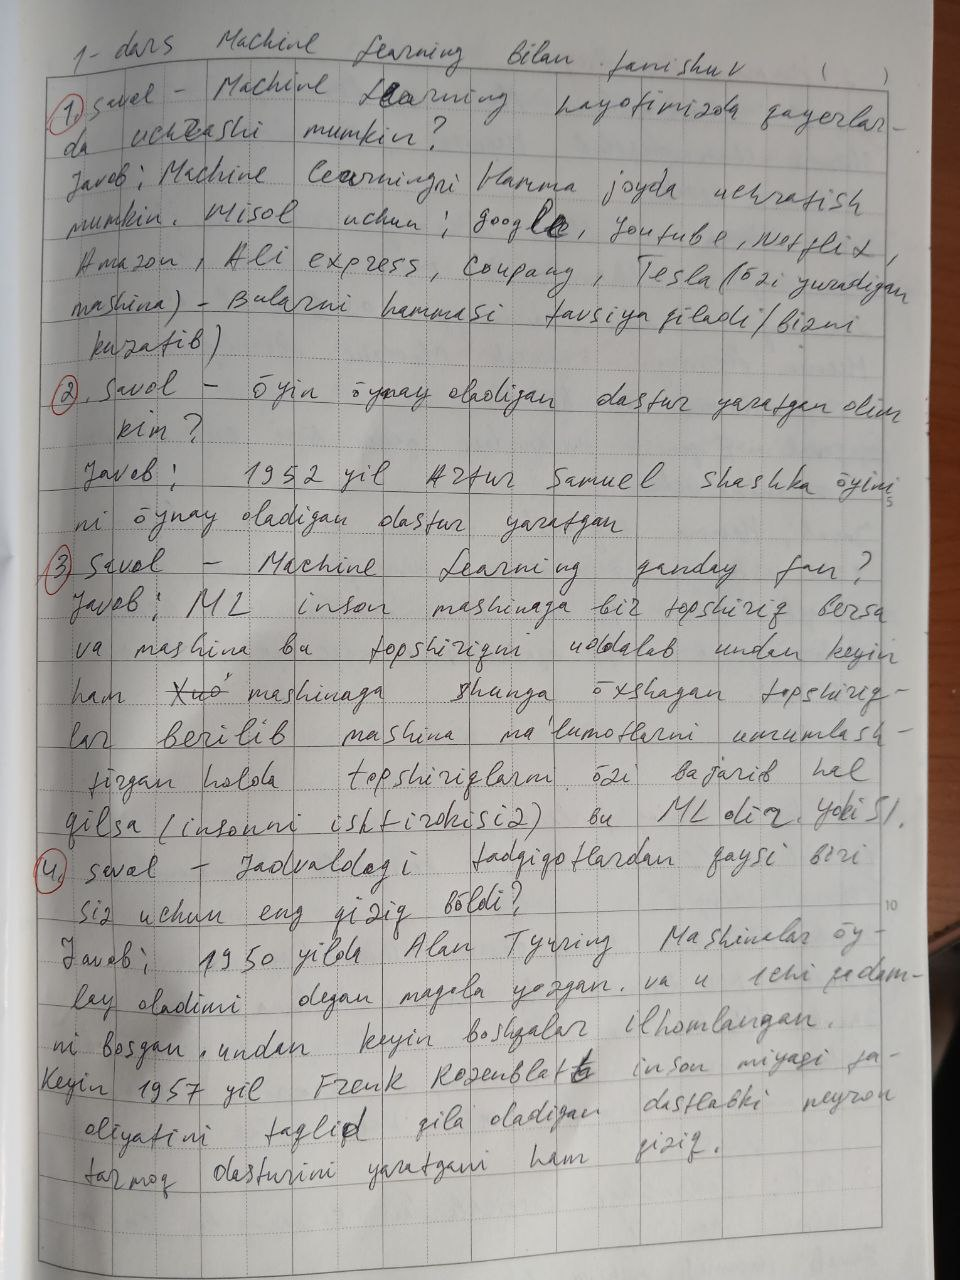 1-dars Machine Learning Bilan tanishuv ( )
1. Savol - Machine Learning hayotimizda qayerlar-
da uchrashi mumkin?
Javob; Machine learningni Hamma joyda uchratish
mumkin. Misol uchun; google, Youtube, Netflix,
Amazon, Ali express, Coupang, Tesla (ōzi yuradigan
mashina) - Bularni hammasi tavsiya qiladi (bizni
kuzatib)
2. Savol - ōyin ōynay oladigan dastur yaratgan olim
kim?
Javob; 1952 yil Artur Samuel shashka ōyini
5
ni ōynay oladigan dastur yaratgan
3 Savol - Machine Learning qanday fan?
Javob; ML inson mashinaga bir topshiriq bersa
va mashina bu topshiriqni uddalab undan keyin
ham mashinaga shunga ōxshagan topshiriq-
lar berilib mashina ma'lumotlarni umumlash-
tirgan holda topshiriqlarni ōzi bajarib hal
qilsa (insonni ishtirokisiz) bu ML dir. yoki SI.
4. Savol - Jadvaldagi tadqiqotlardan qaysi biri
siz uchun eng qiziq bōldi?
10
Javob; 1950 yilda Alan Tyuring Mashinalar ōy-
lay oladimi degan maqola yozgan. va u 1chi qadam-
ni bosgan. undan keyin boshqalar ilhomlangan.
Keyin 1957 yil Frenk Rozenblatt inson miyasi fa-
oliyatini taqlid qila oladigan dastlabki neyron
tarmoq dasturini yaratgani ham qiziq.